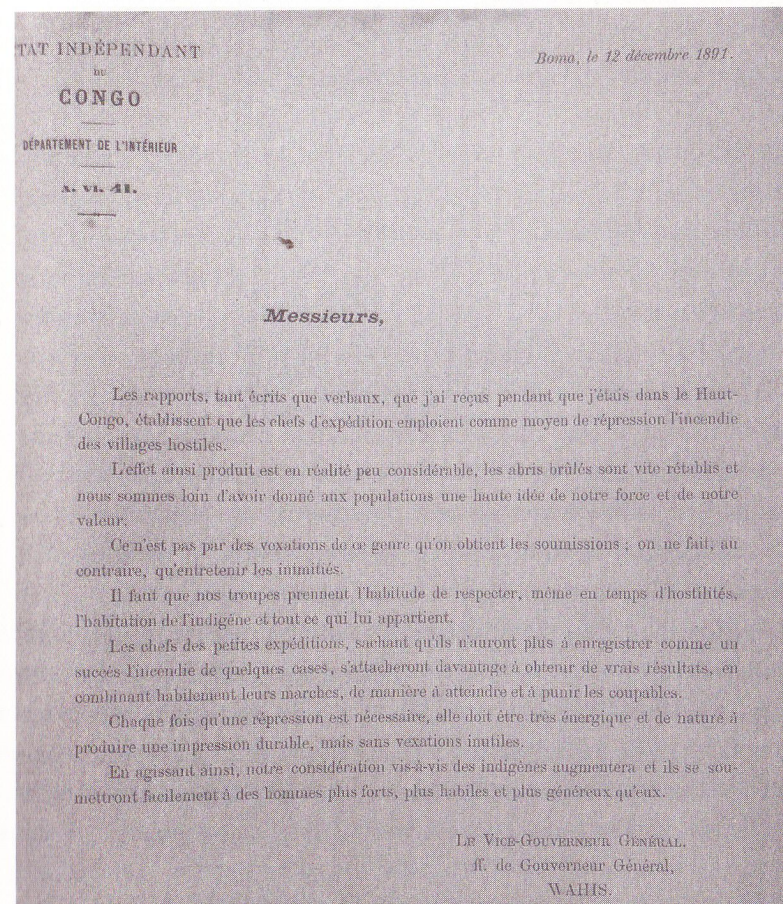 TAT INDÉPENDANT
DU
CONGO
DÉPARTEMENT DE L'INTÉRIEUR
A. VI. 41.
Boma, le 12 décembre 1891.
Messieurs,
Les rapports, tant écrits que verbaux, que j'ai reçus pendant que j'étais dans le Haut-
Congo, établissent que les chefs d'expédition emploient comme moyen de répression l'incendie
des villages hostiles.
L'effet ainsi produit est en réalité peu considérable, les abris brûlés sont vite rétablis et
nous sommes loin d'avoir donné aux populations une haute idée de notre force et de notre
valeur.
Ce n'est pas par des vexations de ce genre qu'on obtient les soumissions ; on ne fait, au
contraire, qu'entretenir les inimitiés.
Il faut que nos troupes prennent l'habitude de respecter, même en temps d'hostilités,
l'habitation de l'indigène et tout ce qui lui appartient.
Les chefs des petites expéditions, sachant qu'ils n'auront plus à enregistrer comme un
succès l'incendie de quelques cases, s'attacheront davantage à obtenir de vrais résultats, en
combinant habilement leurs marches, de manière à atteindre et à punir les coupables.
Chaque fois qu'une répression est nécessaire, elle doit être très énergique et de nature à
produire une impression durable, mais sans vexations inutiles.
En agissant ainsi, notre considération vis-à-vis des indigènes augmentera et ils se sou-
mettront facilement à des hommes plus forts, plus habiles et plus généreux qu'eux.
LE VICE-GOUVERNEUR GÉNÉRAL,
ff. de Gouverneur Général,
WAHIS.